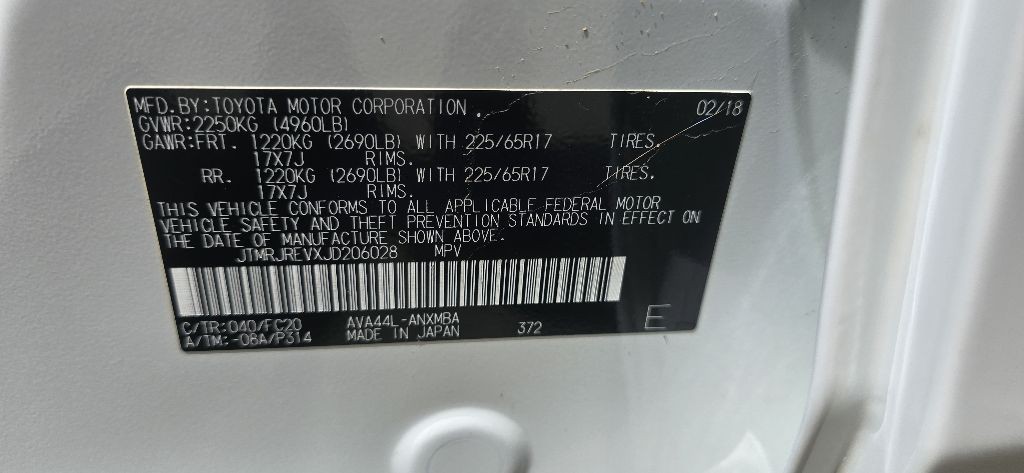 MFD.BY:TOYOTA MOTOR CORPORATION 02/18
GVWR:2250KG (4960LB)
GAWR:FRT. 1220KG (2690LB) WITH 225/65R17 TIRES.
17X7J RIMS.
RR. 1220KG (2690LB) WITH 225/65R17 TIRES.
17X7J RIMS.
THIS VEHICLE CONFORMS TO ALL APPLICABLE FEDERAL MOTOR
VEHICLE SAFETY AND THEFT PREVENTION STANDARDS IN EFFECT ON
THE DATE OF MANUFACTURE SHOWN ABOVE.
JTMRJREVXJD206028 MPV
C/TR:040/FC20 AVA44L-ANXMBA 372 E
A/TM:-06A/P314 MADE IN JAPAN